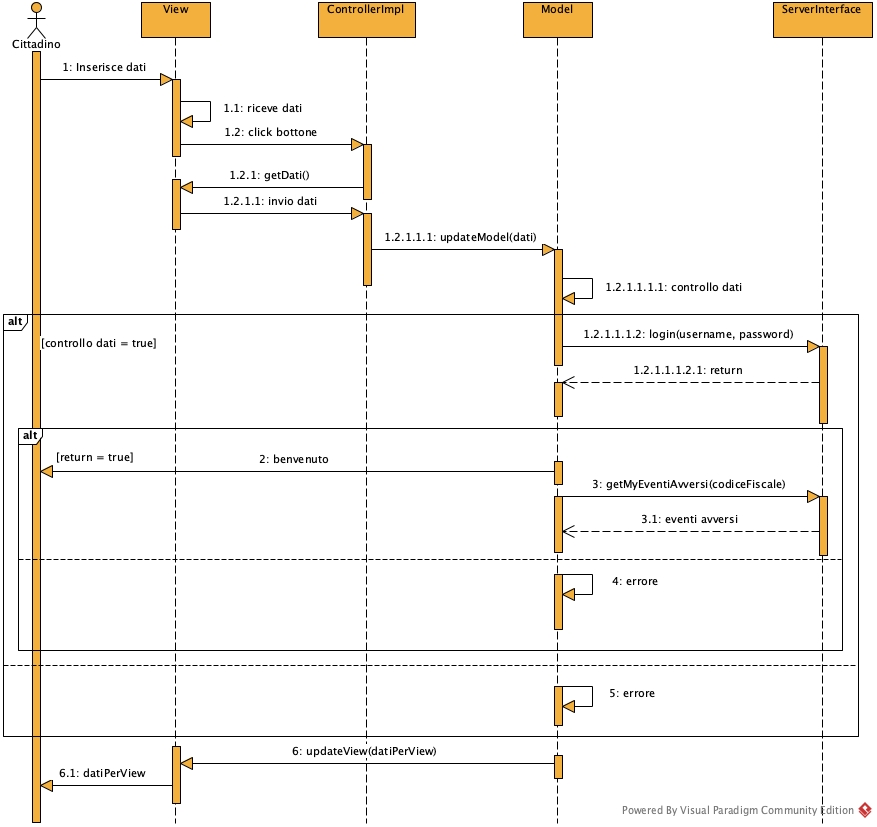 View
ControllerImpl
Model
ServerInterface
Cittadino
1: Inserisce dati
1.1: riceve dati
1.2: click bottone
1.2.1: getDati()
1.2.1.1: invio dati
1.2.1.1.1: updateModel(dati)
1.2.1.1.1.1: controllo dati
alt
[controllo dati = true]
1.2.1.1.1.2: login(username, password)
1.2.1.1.1.2.1: return
alt
[return = true]
2: benvenuto
3: getMyEventiAvversi(codiceFiscale)
3.1: eventi avversi
4: errore
5: errore
6: updateView(datiPerView)
6.1: datiPerView
Powered By Visual Paradigm Community Edition